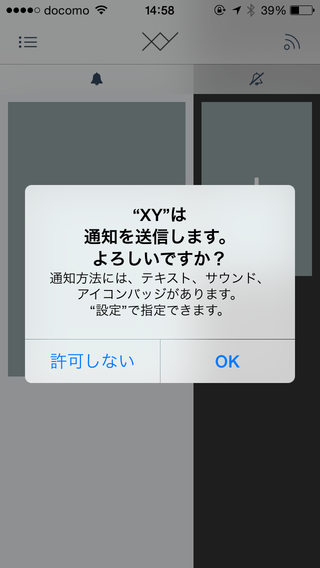 docomo 14:58 39%
XY
“XY”は
通知を送信します。
よろしいですか？
通知方法には、テキスト、サウンド、
アイコンバッジがあります。
“設定”で指定できます。
許可しない OK